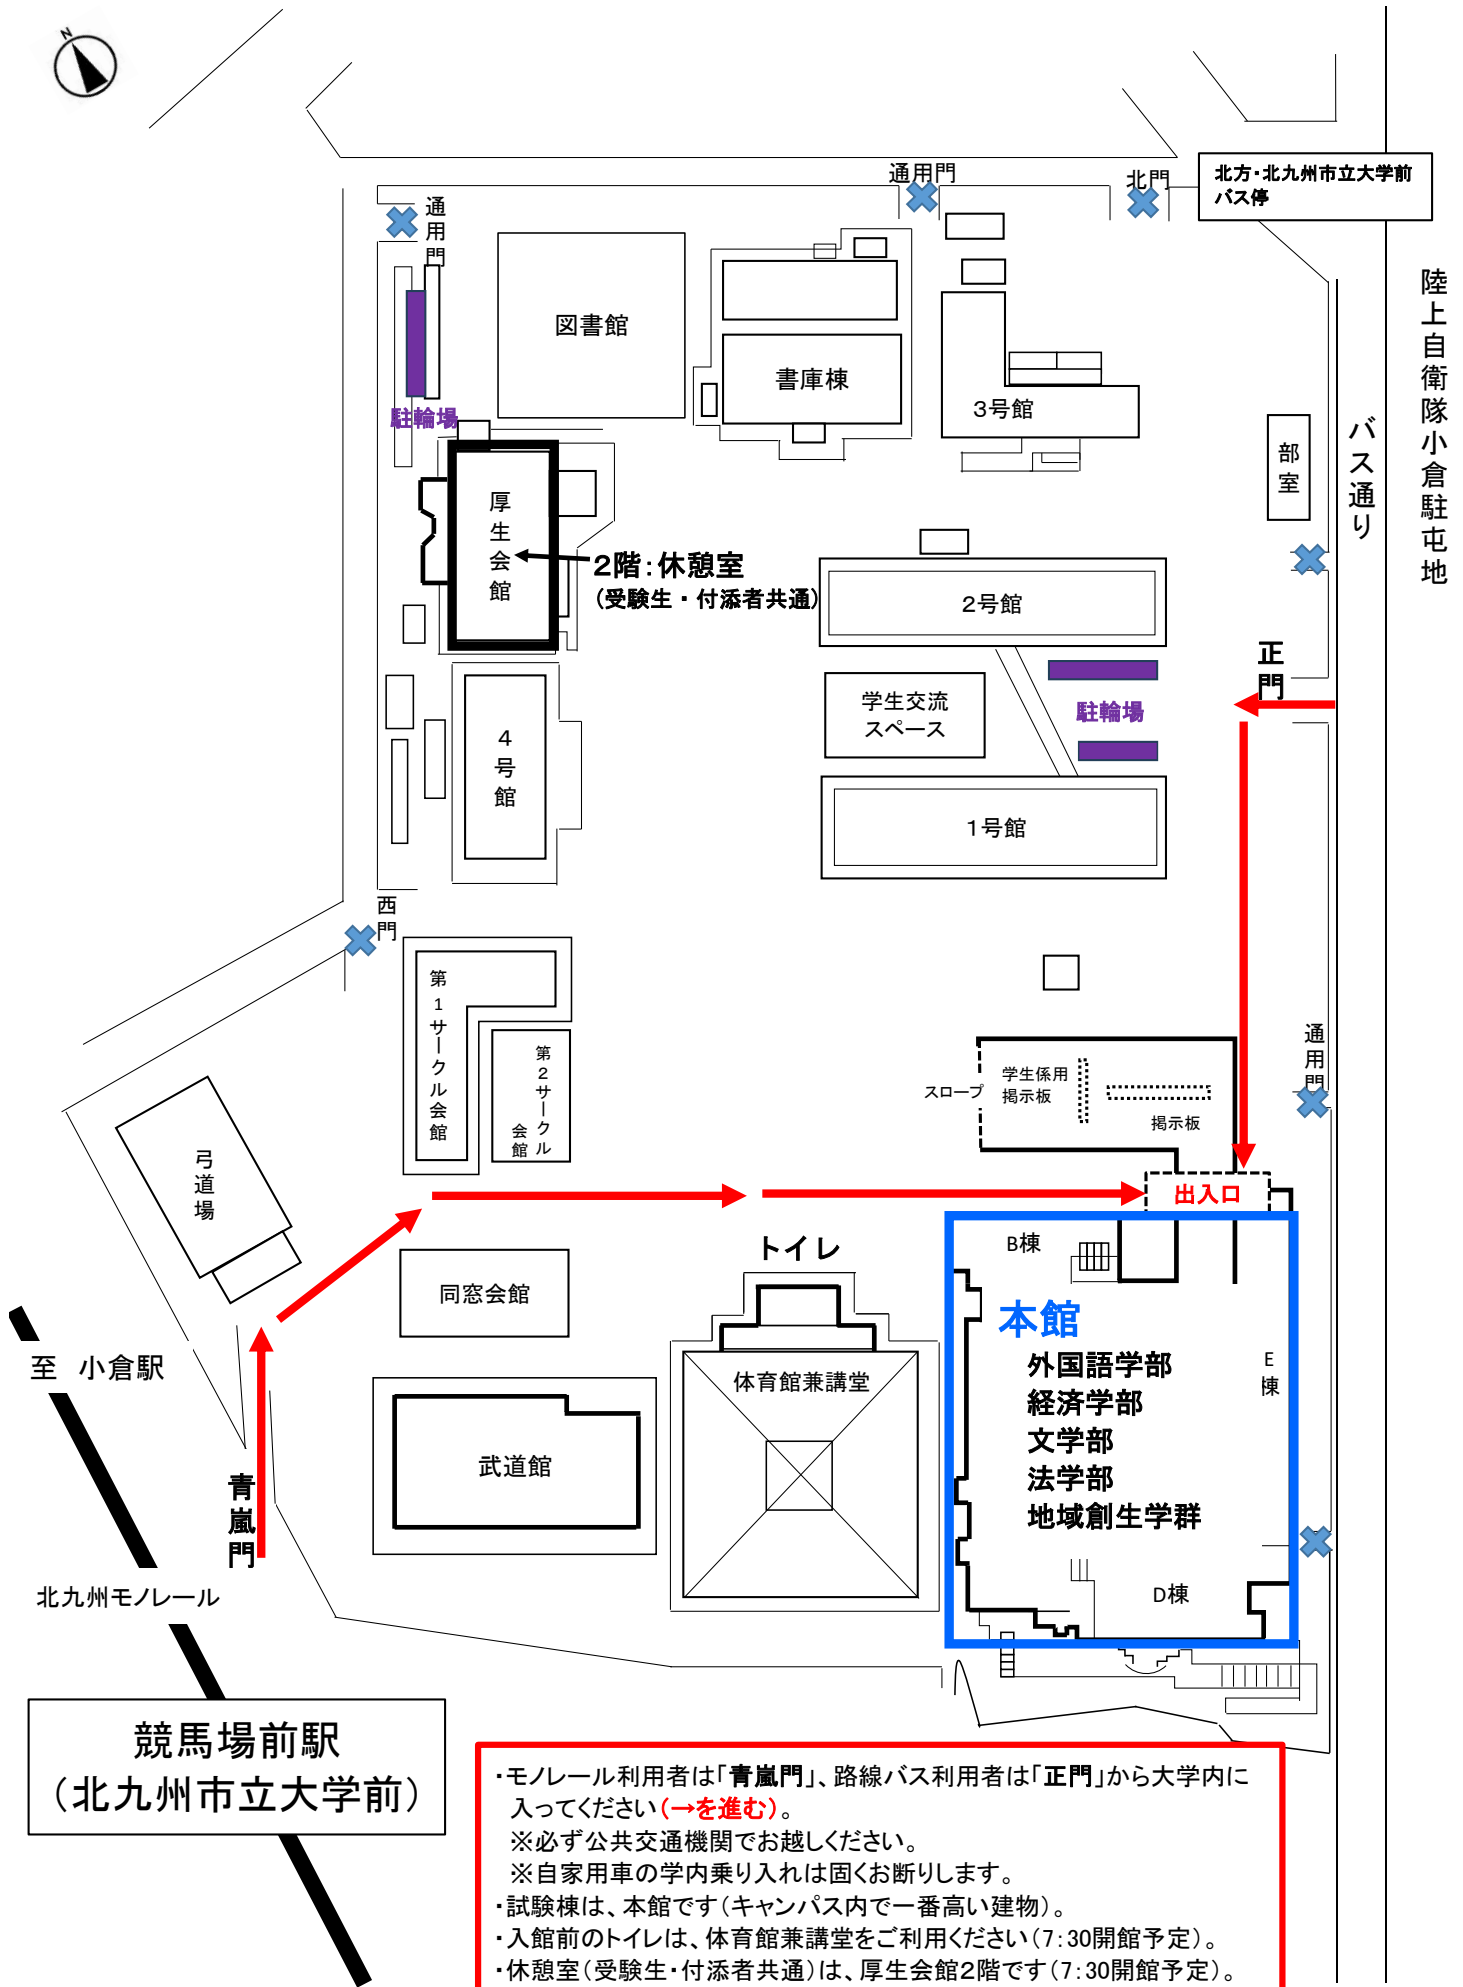 N
通用門
北門
北方・北九州市立大学前
バス停
通用門
図書館
書庫棟
3号館
駐輪場
部室
バス通り
陸上自衛隊小倉駐屯地
厚生会館
2階：休憩室
（受験生・付添者共通）
2号館
正門
学生交流
スペース
駐輪場
4号館
1号館
西門
第1サークル会館
第2サークル
会館
通用門
スロープ
学生係用
掲示板
掲示板
弓道場
出入口
トイレ
B棟
同窓会館
本館
外国語学部
経済学部
文学部
法学部
地域創生学群
E棟
至 小倉駅
体育館兼講堂
武道館
青嵐門
北九州モノレール
D棟
競馬場前駅
（北九州市立大学前）
・モノレール利用者は「青嵐門」、路線バス利用者は「正門」から大学内に
入ってください（→を進む）。
※必ず公共交通機関でお越しください。
※自家用車の学内乗り入れは固くお断りします。
・試験棟は、本館です（キャンパス内で一番高い建物）。
・入館前のトイレは、体育館兼講堂をご利用ください（7：30開館予定）。
・休憩室（受験生・付添者共通）は、厚生会館2階です（7：30開館予定）。